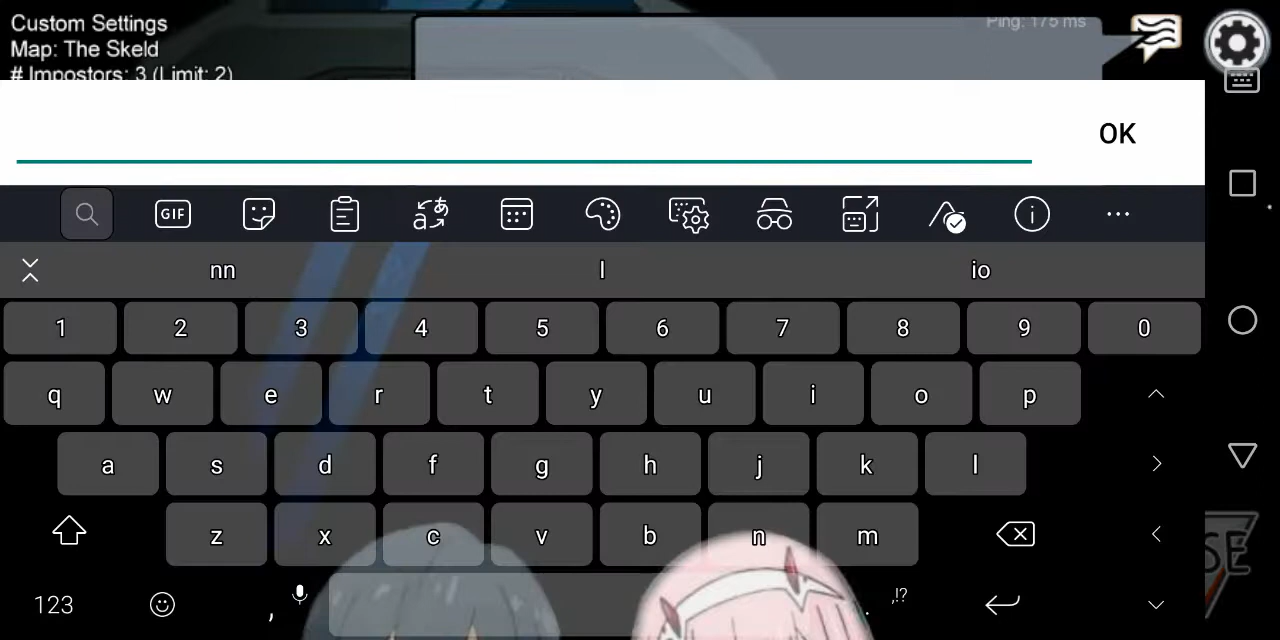 Custom Settings
Ping: 175 ms
Map: The Skeld
# Impostors: 3 (Limit: 2)
OK
GIF
nn l io
1 2 3 4 5 6 7 8 9 0
q w e r t y u i o p
a s d f g h j k l
z x c v b n m
123 , . ,!?